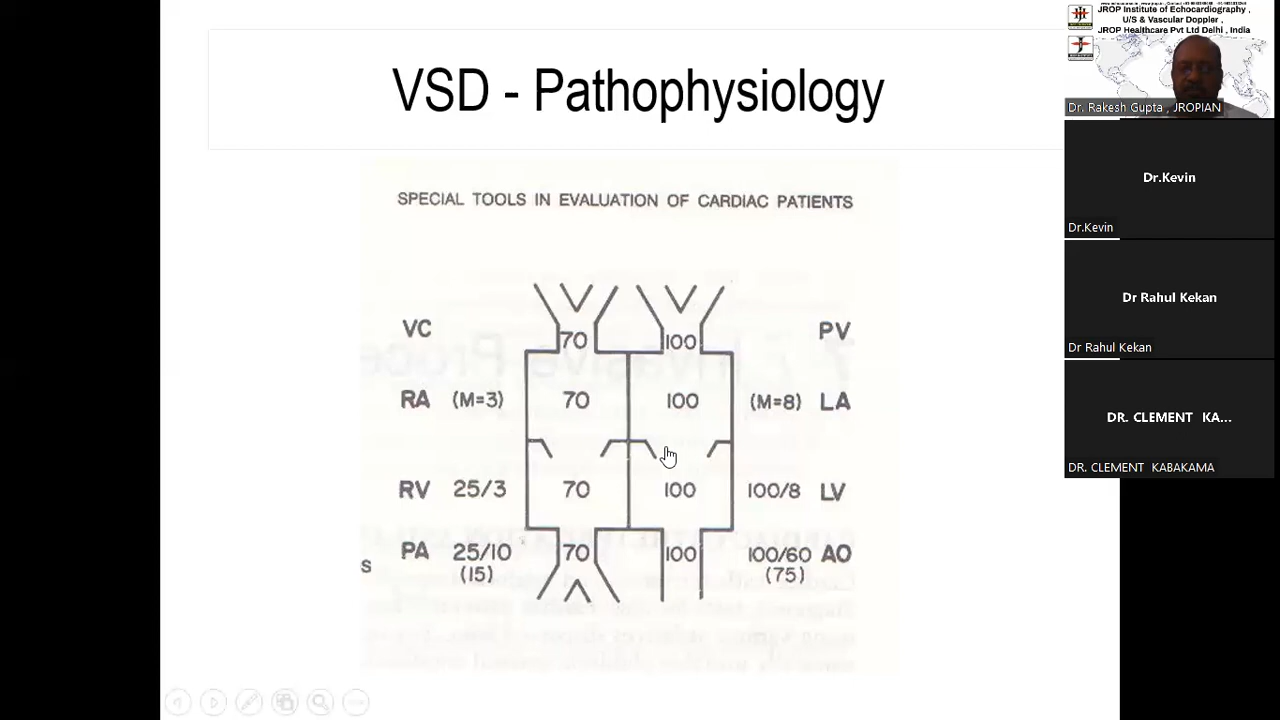 VSD - Pathophysiology
SPECIAL TOOLS IN EVALUATION OF CARDIAC PATIENTS
VC 70 100 PV
RA (M=3) 70 100 (M=8) LA
RV 25/3 70 100 100/8 LV
PA 25/10 70 100 100/60 AO
(15) (75)
S
JROP Institute of Echocardiography ,
U/S & Vascular Doppler ,
JROP Healthcare Pvt Ltd Delhi , India
Dr. Rakesh Gupta , JROPIAN
Dr.Kevin
Dr.Kevin
Dr Rahul Kekan
Dr Rahul Kekan
DR. CLEMENT KA...
DR. CLEMENT KABAKAMA